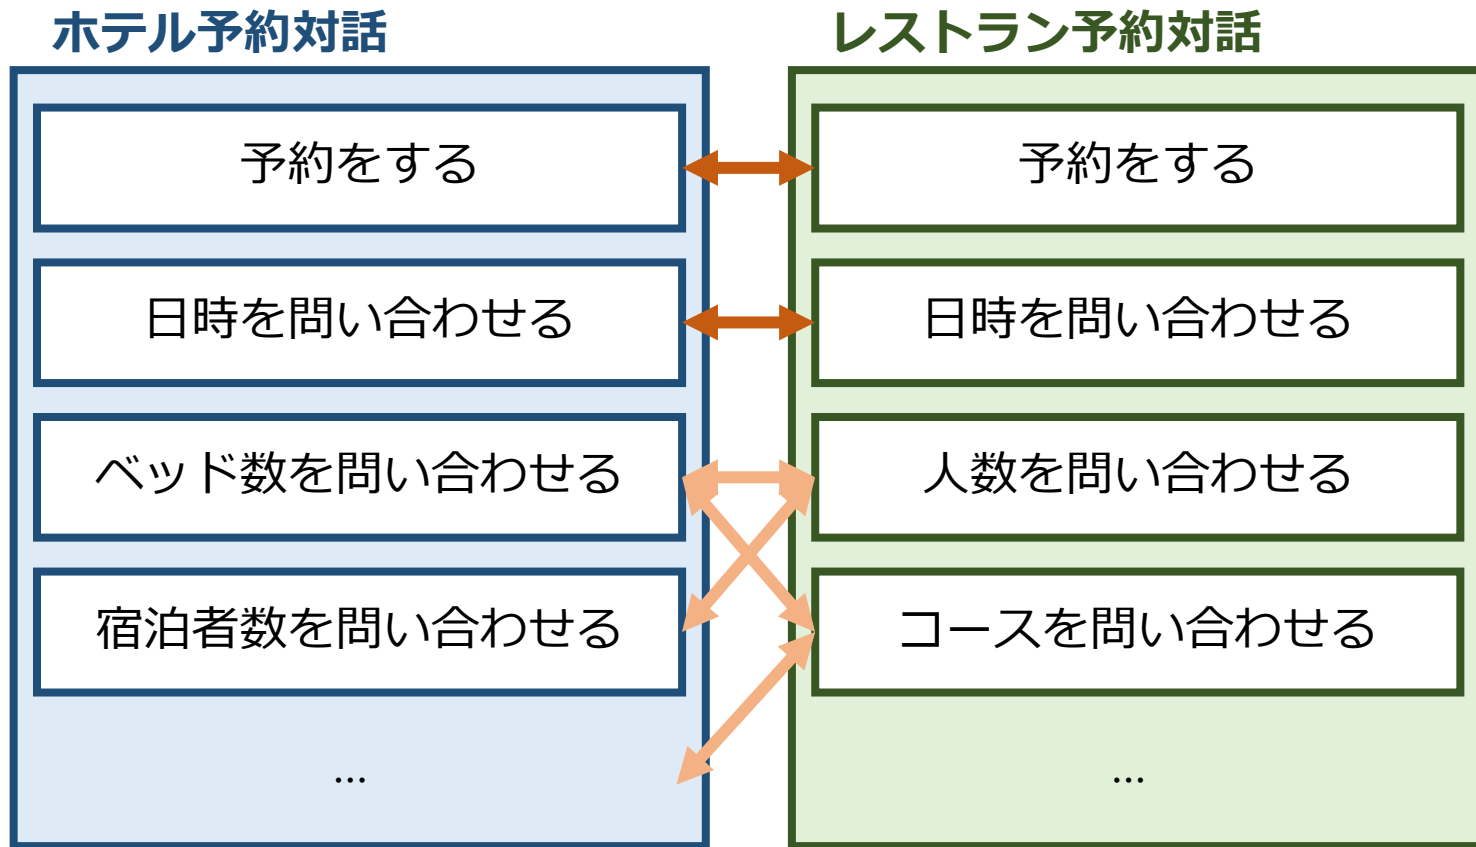 ホテル予約対話
予約をする
日時を問い合わせる
ベッド数を問い合わせる
宿泊者数を問い合わせる
...
レストラン予約対話
予約をする
日時を問い合わせる
人数を問い合わせる
コースを問い合わせる
...